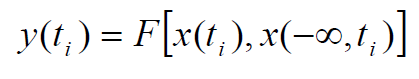 y(t_i) = F[x(t_i), x(−∞, t_i)]